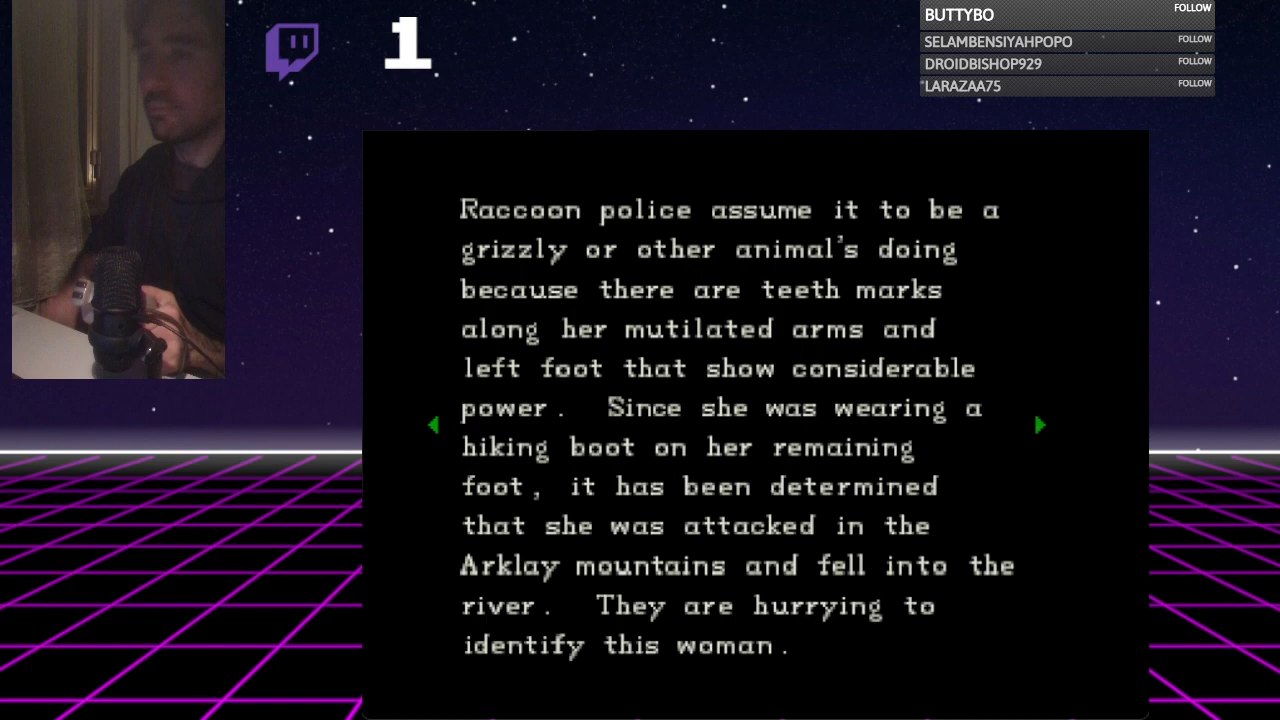 1
BUTTYBO FOLLOW
SELAMBENSIYAHPOPO FOLLOW
DROIDBISHOP929 FOLLOW
LARAZAA75 FOLLOW
Raccoon police assume it to be a
grizzly or other animal's doing
because there are teeth marks
along her mutilated arms and
left foot that show considerable
power. Since she was wearing a
hiking boot on her remaining
foot, it has been determined
that she was attacked in the
Arklay mountains and fell into the
river. They are hurrying to
identify this woman.